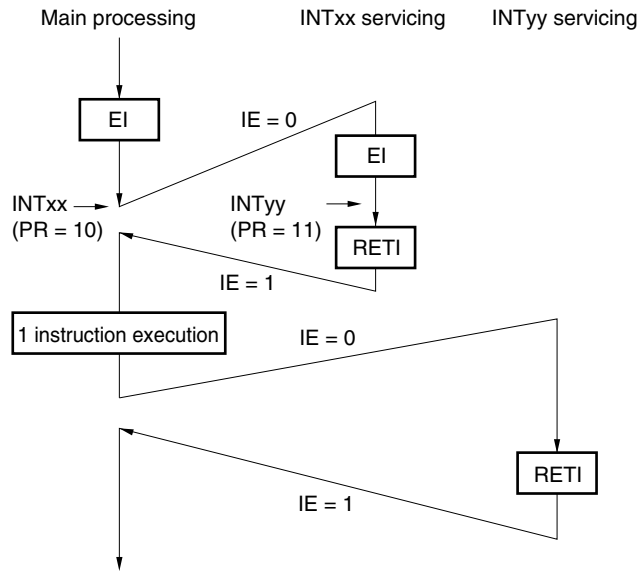 Main processing
INTxx servicing
INTyy servicing
EI
IE = 0
EI
INTxx
(PR = 10)
INTyy
(PR = 11)
RETI
IE = 1
1 instruction execution
IE = 0
RETI
IE = 1